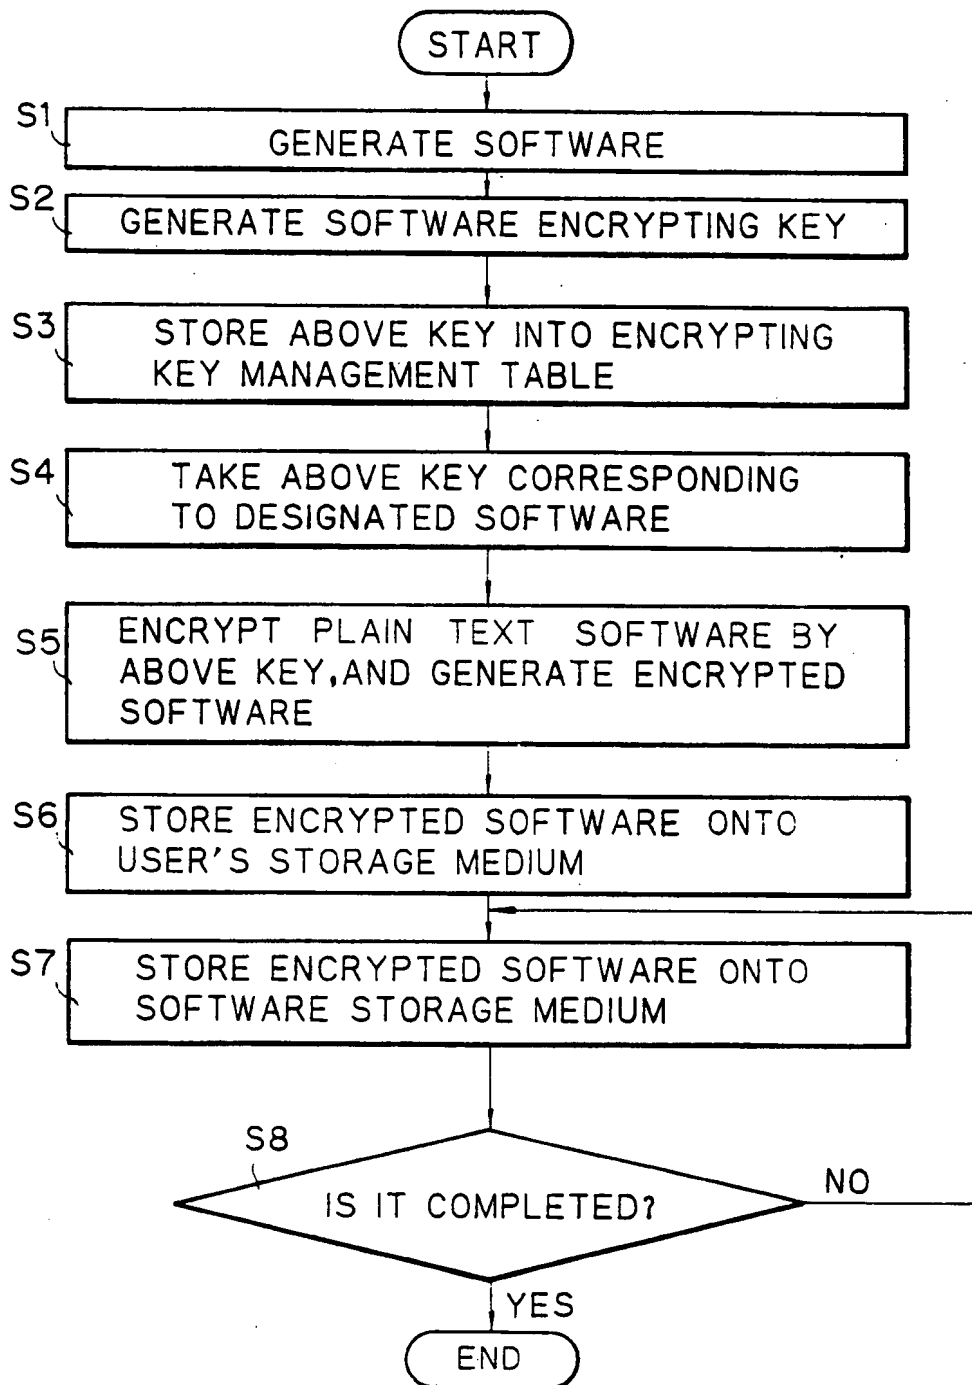 START
S1
GENERATE SOFTWARE
S2
GENERATE SOFTWARE ENCRYPTING KEY
S3
STORE ABOVE KEY INTO ENCRYPTING
KEY MANAGEMENT TABLE
S4
TAKE ABOVE KEY CORRESPONDING
TO DESIGNATED SOFTWARE
S5
ENCRYPT PLAIN TEXT SOFTWARE BY
ABOVE KEY, AND GENERATE ENCRYPTED
SOFTWARE
S6
STORE ENCRYPTED SOFTWARE ONTO
USER'S STORAGE MEDIUM
S7
STORE ENCRYPTED SOFTWARE ONTO
SOFTWARE STORAGE MEDIUM
S8
IS IT COMPLETED?
NO
YES
END